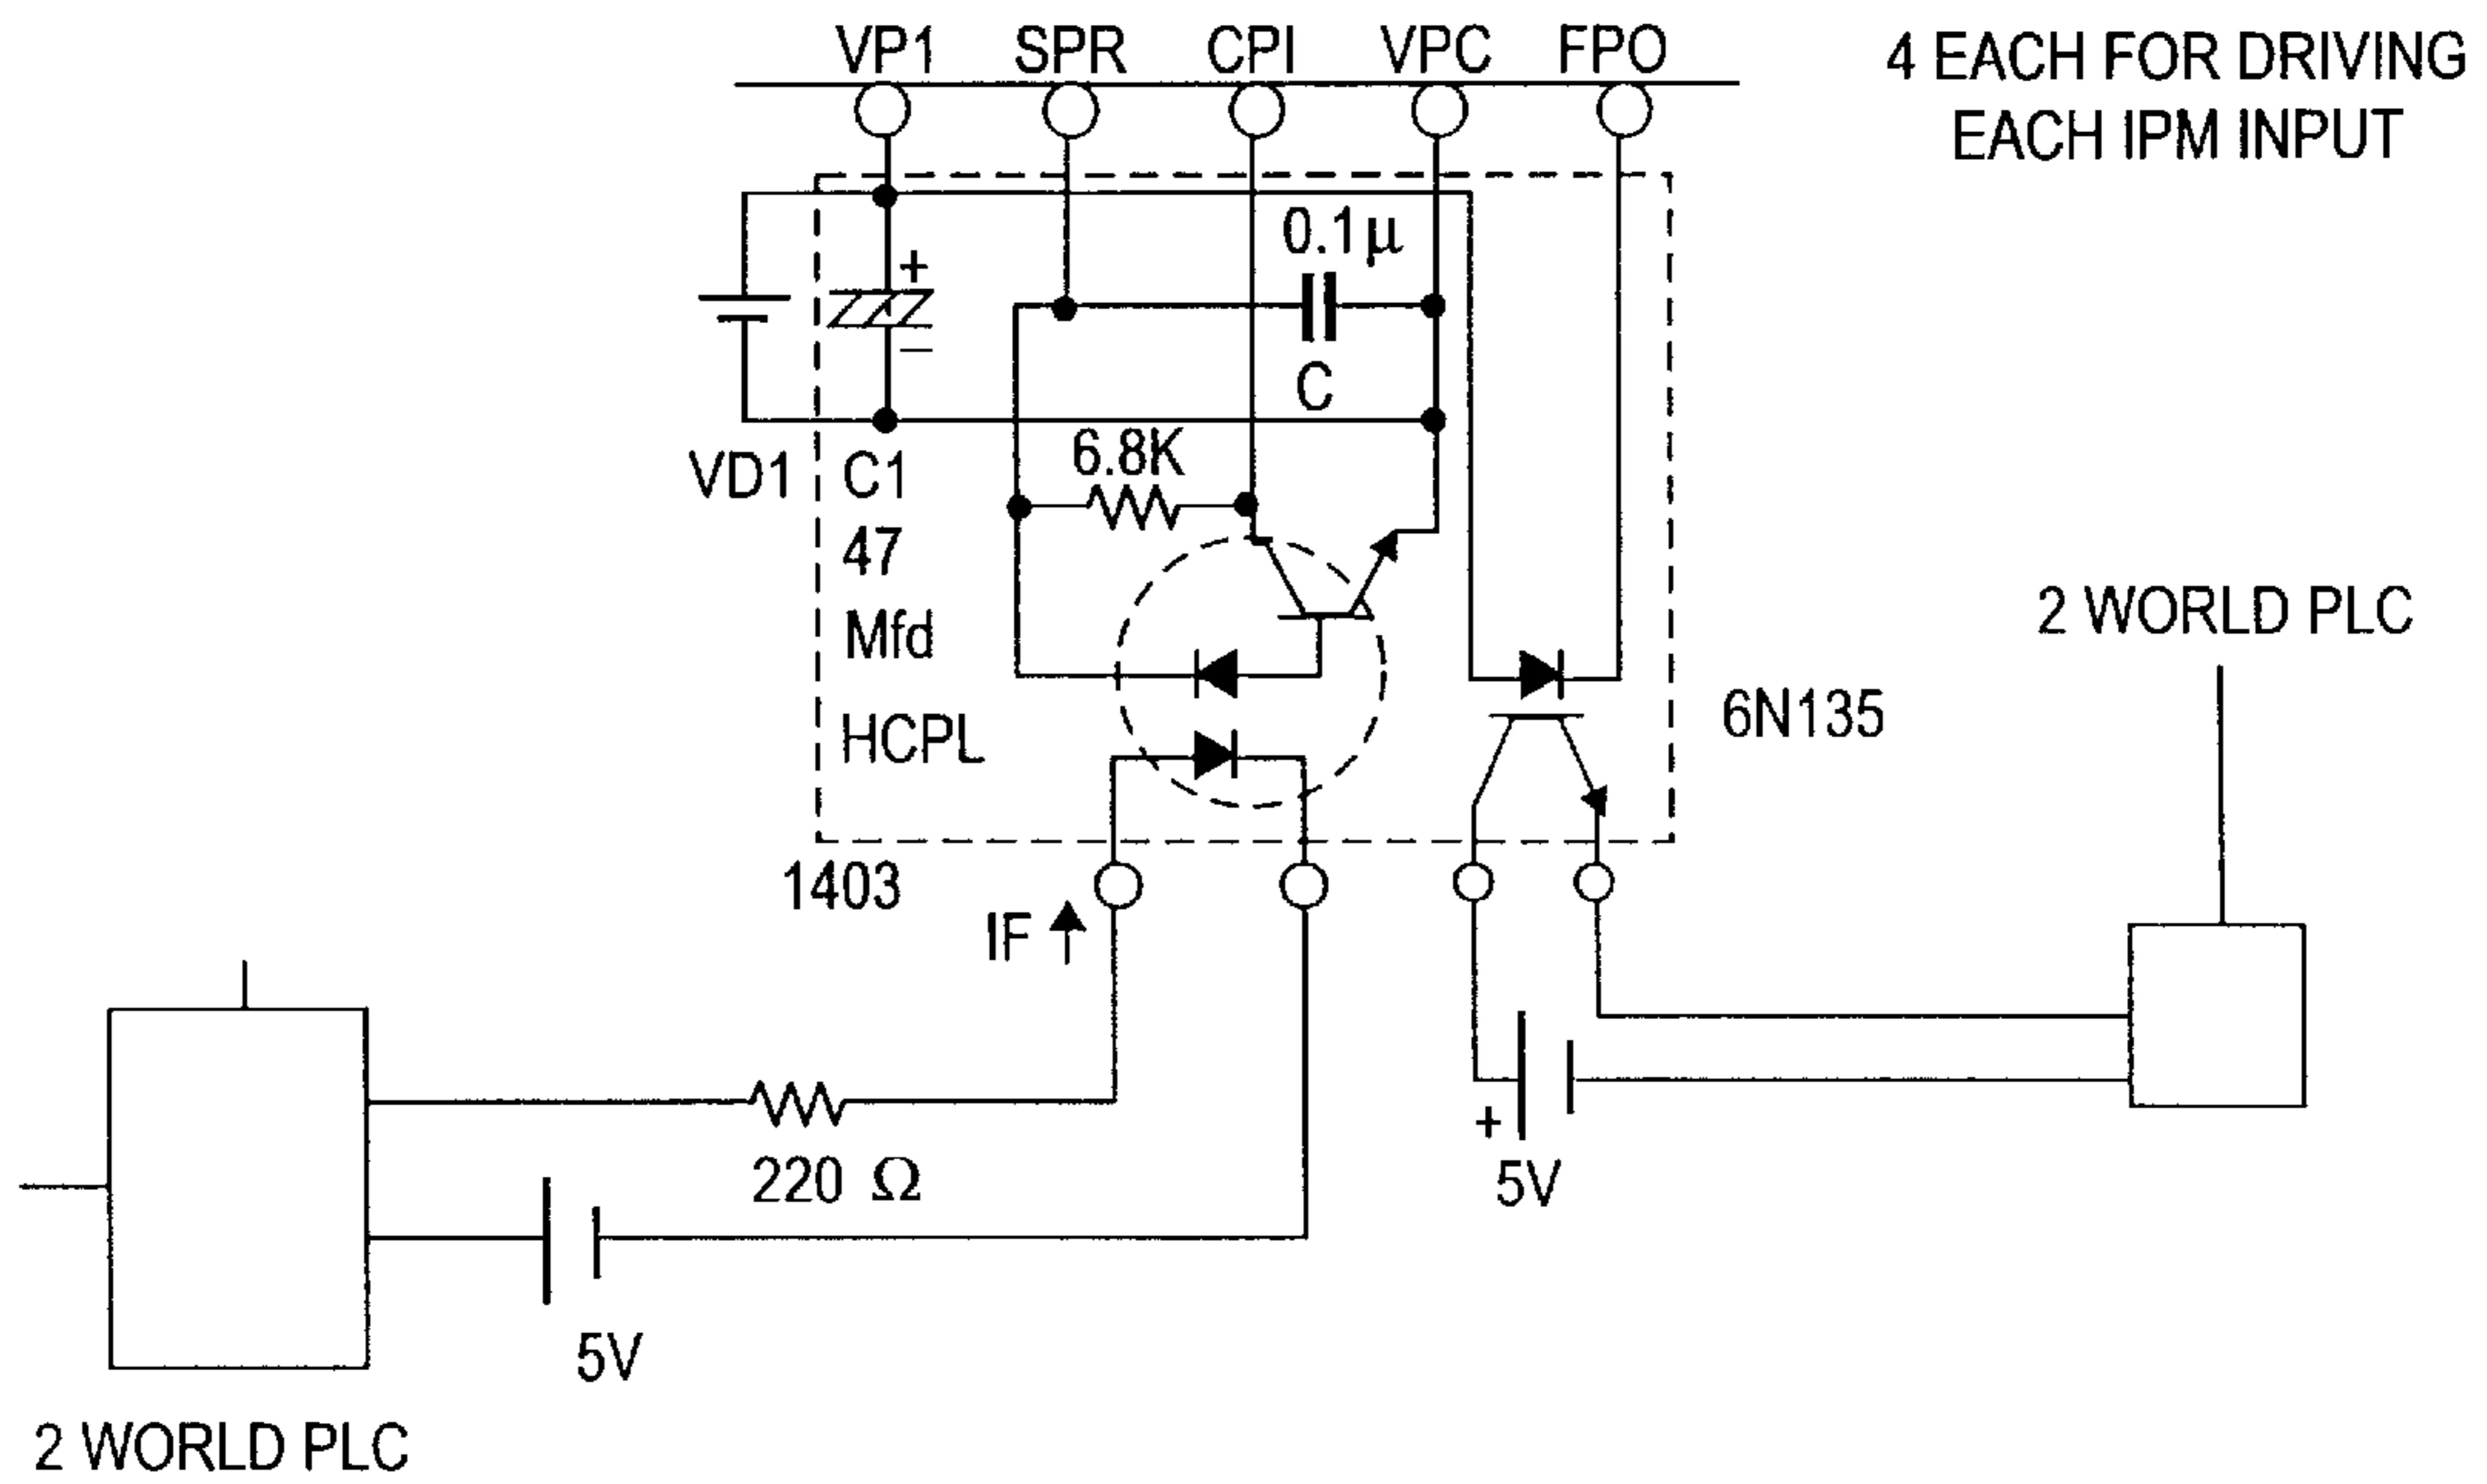 VP1 SPR CPI VPC FPO
4 EACH FOR DRIVING
EACH IPM INPUT
0.1µ
+
−
C
6.8K
VD1
C1
47
Mfd
HCPL
6N135
2 WORLD PLC
1403
IF
220 Ω
+
5V
5V
2 WORLD PLC